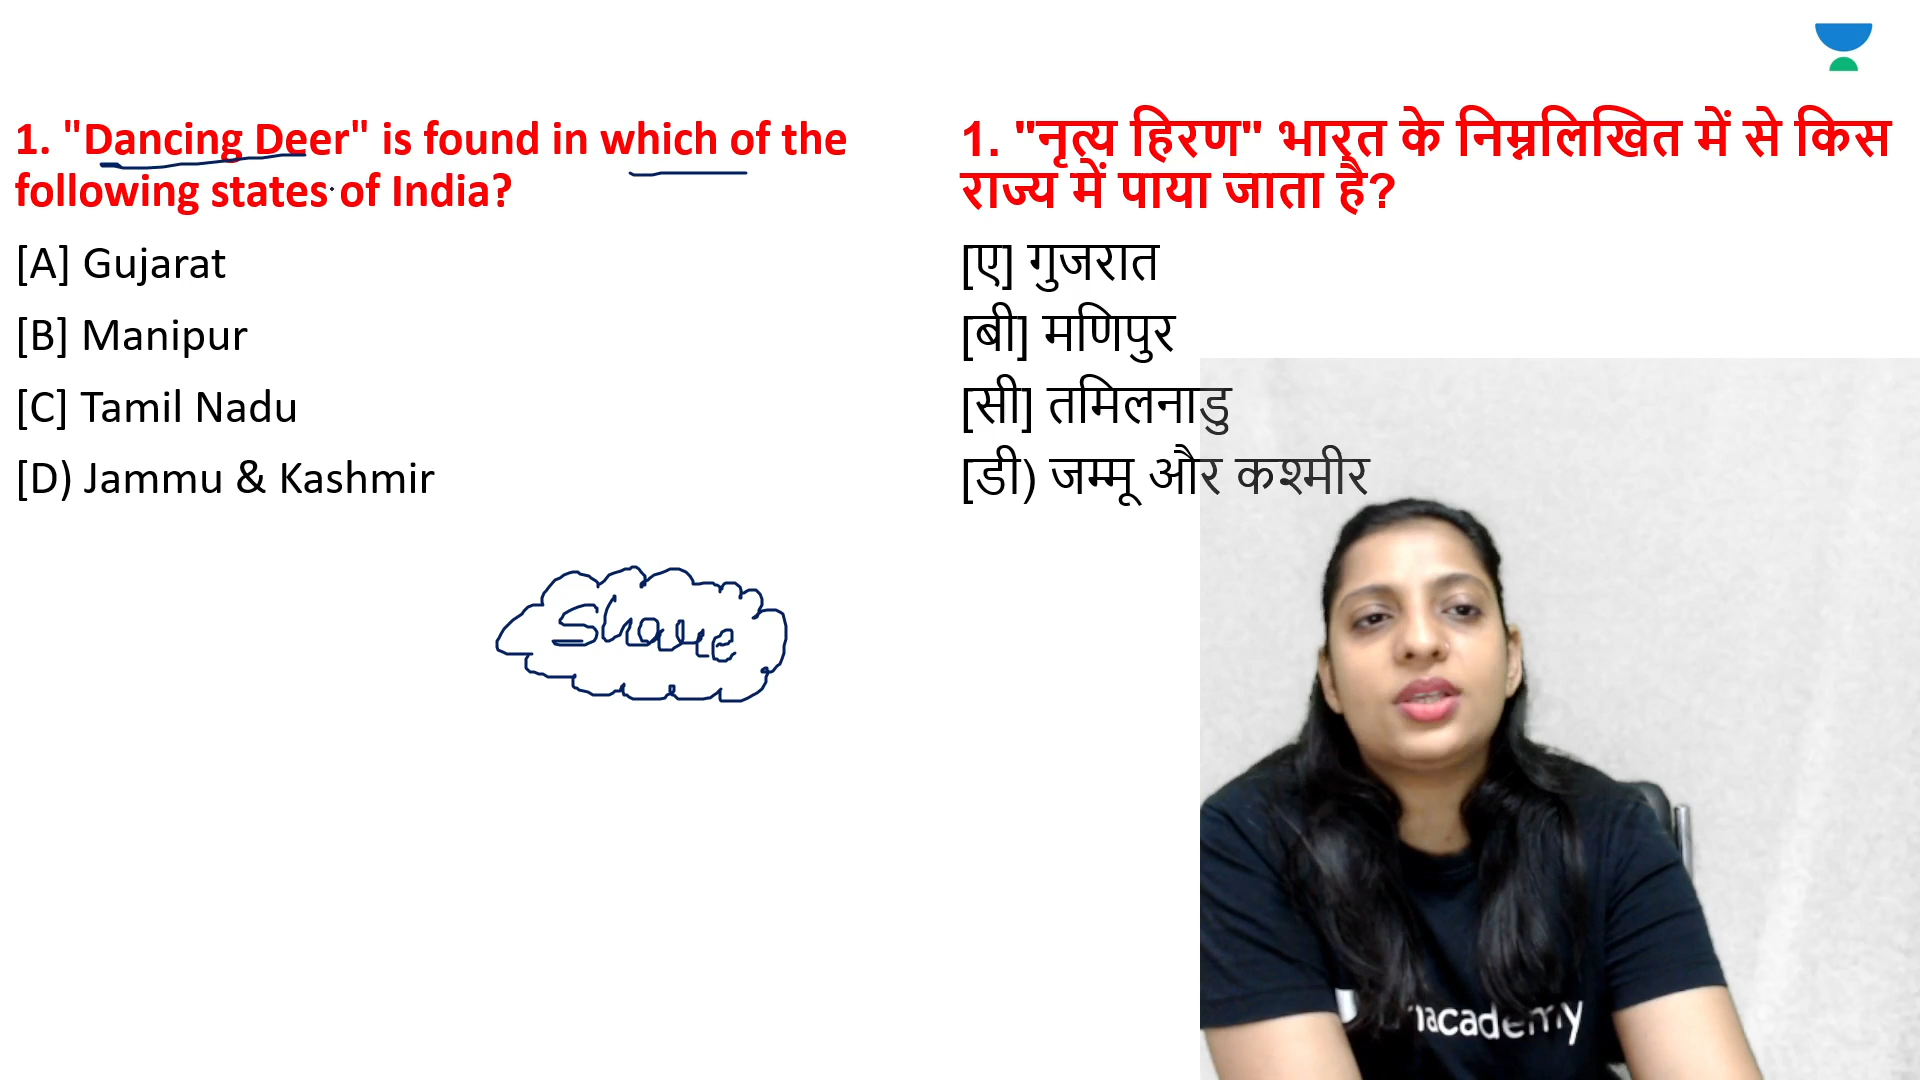 1. "Dancing Deer" is found in which of the
following states of India?
[A] Gujarat
[B] Manipur
[C] Tamil Nadu
[D) Jammu & Kashmir
Share
1. "नृत्य हिरण" भारत के निम्नलिखित में से किस
राज्य में पाया जाता है?
[ए] गुजरात
[बी] मणिपुर
[सी] तमिलनाडु
[डी) जम्मू और कश्मीर